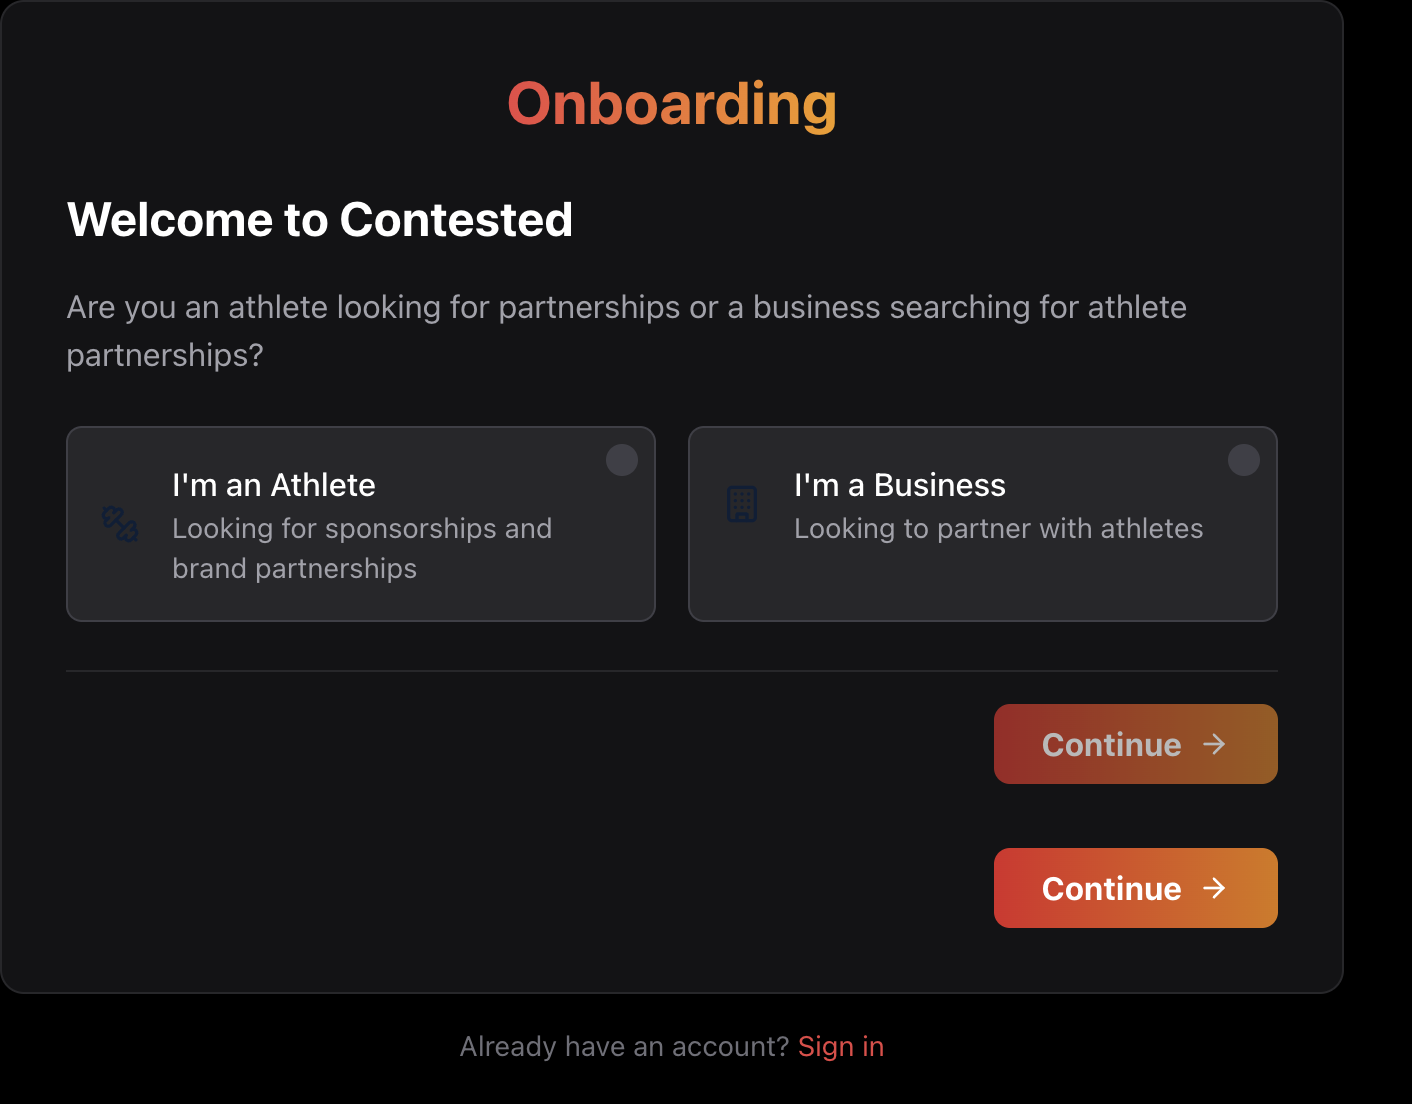 Onboarding
Welcome to Contested
Are you an athlete looking for partnerships or a business searching for athlete
partnerships?
I'm an Athlete
Looking for sponsorships and
brand partnerships
I'm a Business
Looking to partner with athletes
Continue →
Continue →
Already have an account? Sign in